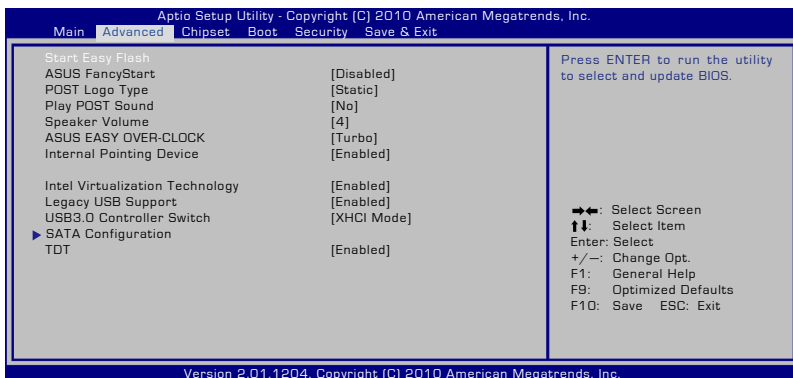 Aptio Setup Utility - Copyright (C) 2010 American Megatrends, Inc.
Main Advanced Chipset Boot Security Save & Exit
Start Easy Flash
ASUS FancyStart [Disabled]
POST Logo Type [Static]
Play POST Sound [No]
Speaker Volume [4]
ASUS EASY OVER-CLOCK [Turbo]
Internal Pointing Device [Enabled]
Intel Virtualization Technology [Enabled]
Legacy USB Support [Enabled]
USB3.0 Controller Switch [XHCI Mode]
SATA Configuration
TDT [Enabled]
Press ENTER to run the utility
to select and update BIOS.
→←: Select Screen
↑↓: Select Item
Enter: Select
+/—: Change Opt.
F1: General Help
F9: Optimized Defaults
F10: Save ESC: Exit
Version 2.01.1204. Copyright (C) 2010 American Megatrends, Inc.